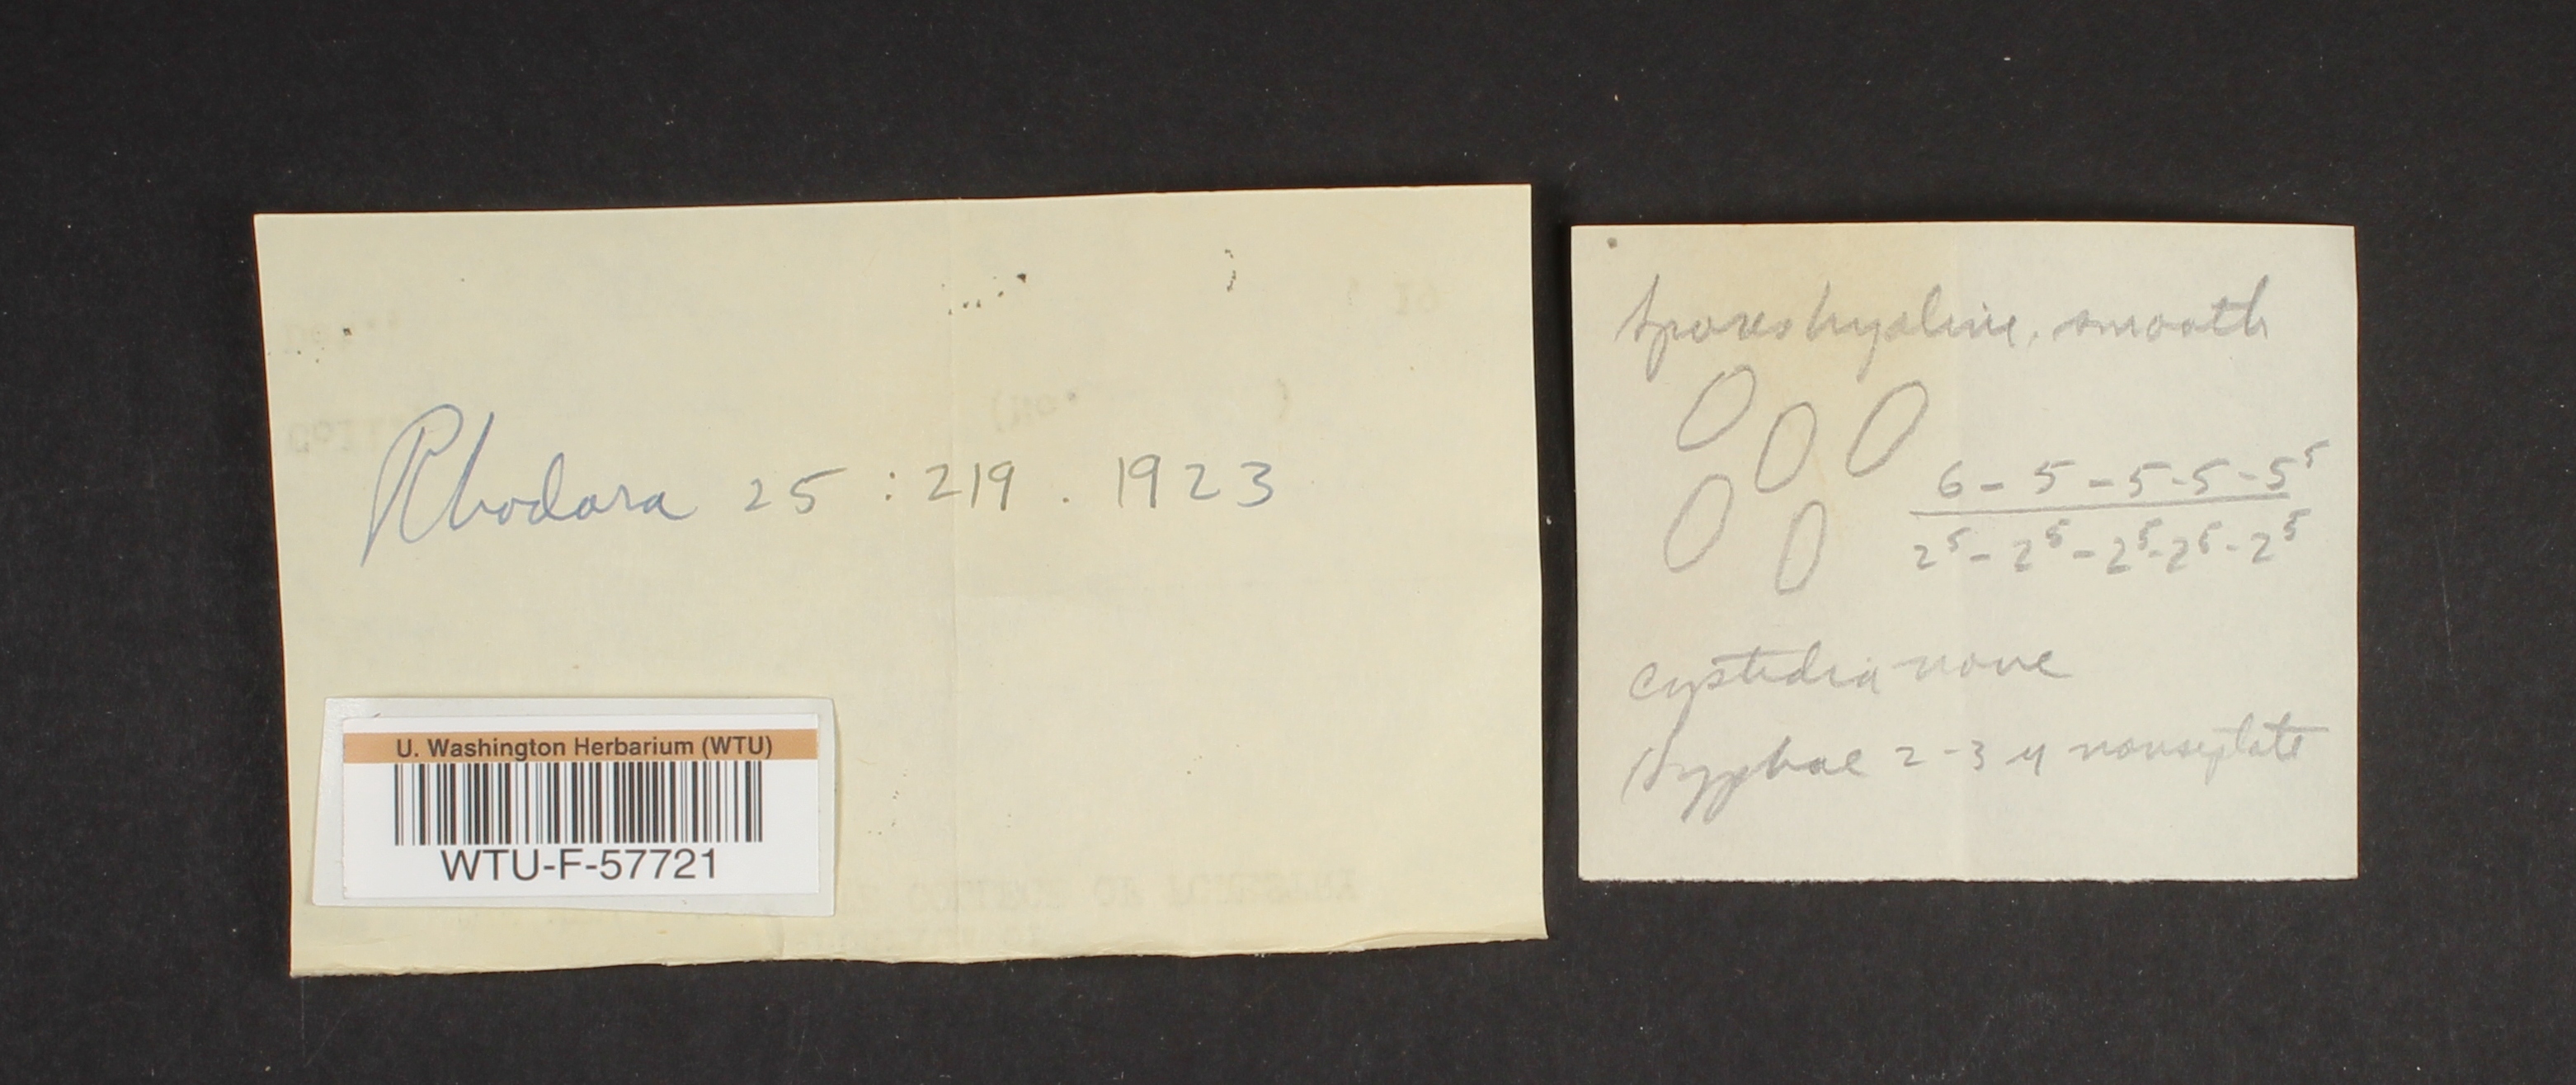 Rhodora 25 : 219 . 1923
U. Washington Herbarium (WTU)
WTU-F-57721
Spores hyaline, smooth
6 - 5 - 5 - 5 - 5⁵
2⁵ - 2⁵ - 2⁵ - 2⁵ - 2⁵
cystidia none
hyphae 2-3 μ nonseptate